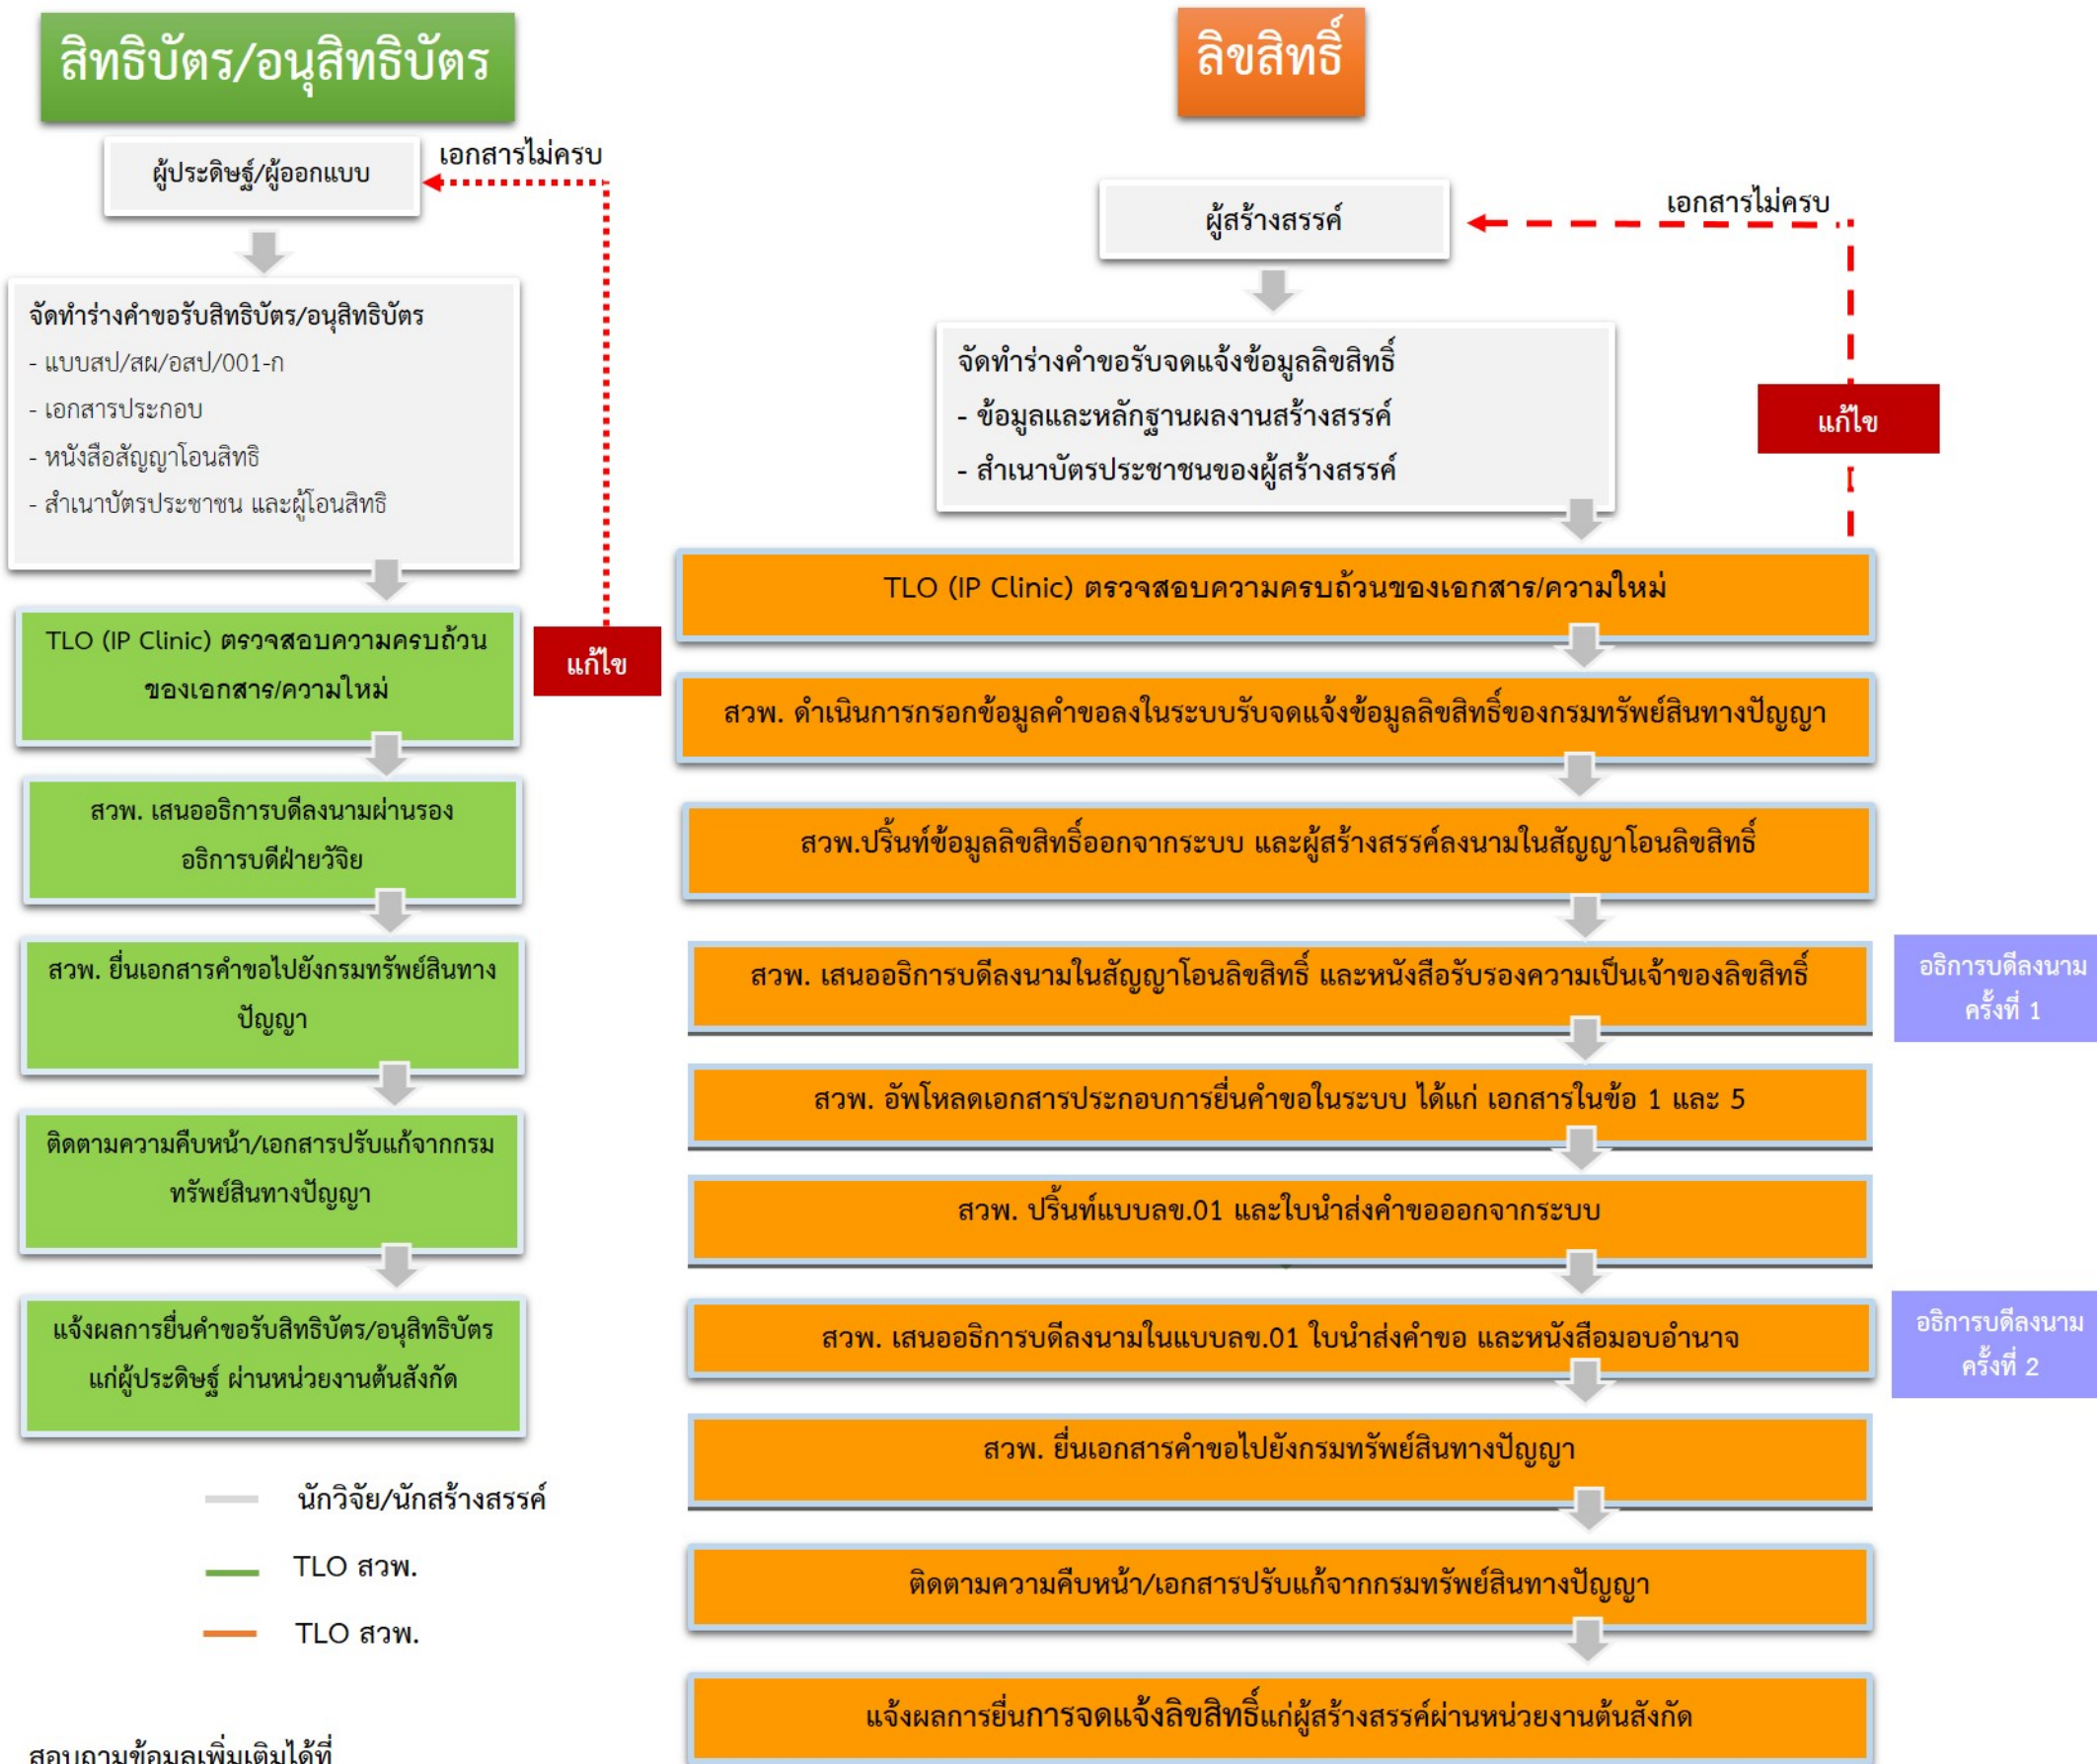 สิทธิบัตร/อนุสิทธิบัตร
ผู้ประดิษฐ์/ผู้ออกแบบ
เอกสารไม่ครบ
จัดทำร่างคำขอรับสิทธิบัตร/อนุสิทธิบัตร
- แบบสป/สผ/อสป/001-ก
- เอกสารประกอบ
- หนังสือสัญญาโอนสิทธิ
- สำเนาบัตรประชาชน และผู้โอนสิทธิ
TLO (IP Clinic) ตรวจสอบความครบถ้วน
ของเอกสาร/ความใหม่
แก้ไข
สวพ. เสนออธิการบดีลงนามผ่านรอง
อธิการบดีฝ่ายวิจัย
สวพ. ยื่นเอกสารคำขอไปยังกรมทรัพย์สินทาง
ปัญญา
ติดตามความคืบหน้า/เอกสารปรับแก้จากกรม
ทรัพย์สินทางปัญญา
แจ้งผลการยื่นคำขอรับสิทธิบัตร/อนุสิทธิบัตร
แก่ผู้ประดิษฐ์ ผ่านหน่วยงานต้นสังกัด
นักวิจัย/นักสร้างสรรค์
TLO สวพ.
TLO สวพ.
สอบถามข้อมูลเพิ่มเติมได้ที่
ลิขสิทธิ์
ผู้สร้างสรรค์
เอกสารไม่ครบ
จัดทำร่างคำขอรับจดแจ้งข้อมูลลิขสิทธิ์
- ข้อมูลและหลักฐานผลงานสร้างสรรค์
- สำเนาบัตรประชาชนของผู้สร้างสรรค์
แก้ไข
TLO (IP Clinic) ตรวจสอบความครบถ้วนของเอกสาร/ความใหม่
สวพ. ดำเนินการกรอกข้อมูลคำขอลงในระบบรับจดแจ้งข้อมูลลิขสิทธิ์ของกรมทรัพย์สินทางปัญญา
สวพ.ปริ้นท์ข้อมูลลิขสิทธิ์ออกจากระบบ และผู้สร้างสรรค์ลงนามในสัญญาโอนลิขสิทธิ์
สวพ. เสนออธิการบดีลงนามในสัญญาโอนลิขสิทธิ์ และหนังสือรับรองความเป็นเจ้าของลิขสิทธิ์
อธิการบดีลงนาม
ครั้งที่ 1
สวพ. อัพโหลดเอกสารประกอบการยื่นคำขอในระบบ ได้แก่ เอกสารในข้อ 1 และ 5
สวพ. ปริ้นท์แบบลข.01 และใบนำส่งคำขอออกจากระบบ
สวพ. เสนออธิการบดีลงนามในแบบลข.01 ใบนำส่งคำขอ และหนังสือมอบอำนาจ
อธิการบดีลงนาม
ครั้งที่ 2
สวพ. ยื่นเอกสารคำขอไปยังกรมทรัพย์สินทางปัญญา
ติดตามความคืบหน้า/เอกสารปรับแก้จากกรมทรัพย์สินทางปัญญา
แจ้งผลการยื่นการจดแจ้งลิขสิทธิ์แก่ผู้สร้างสรรค์ผ่านหน่วยงานต้นสังกัด